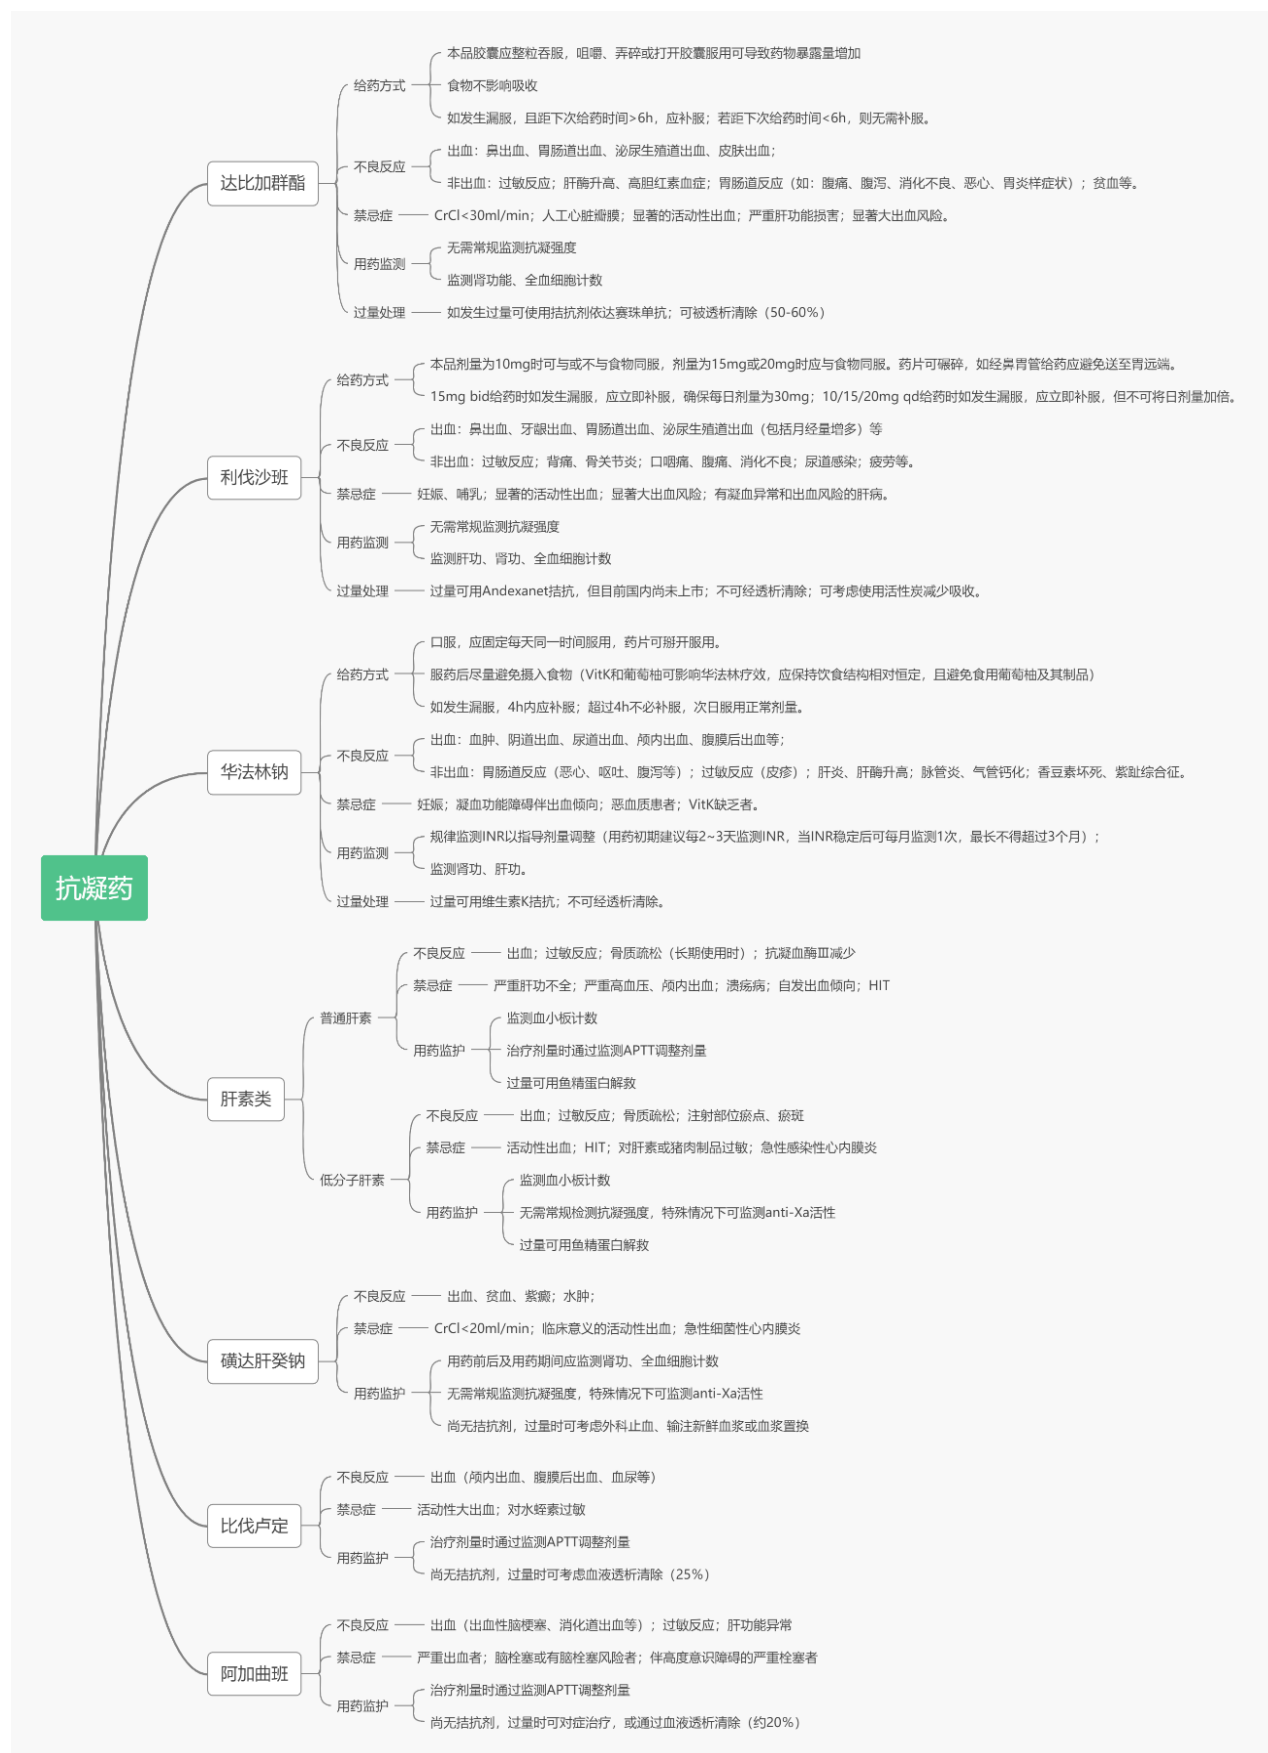 抗凝药
达比加群酯
给药方式
本品胶囊应整粒吞服，咀嚼、弄碎或打开胶囊服用可导致药物暴露量增加
食物不影响吸收
如发生漏服，且距下次给药时间>6h，应补服；若距下次给药时间<6h，则无需补服。
不良反应
出血：鼻出血、胃肠道出血、泌尿生殖道出血、皮肤出血；
非出血：过敏反应；肝酶升高、高胆红素血症；胃肠道反应（如：腹痛、腹泻、消化不良、恶心、胃炎样症状）；贫血等。
禁忌症
CrCl<30ml/min；人工心脏瓣膜；显著的活动性出血；严重肝功能损害；显著大出血风险。
用药监测
无需常规监测抗凝强度
监测肾功能、全血细胞计数
过量处理
如发生过量可使用拮抗剂依达赛珠单抗；可被透析清除（50-60%）
利伐沙班
给药方式
本品剂量为10mg时可与或不与食物同服，剂量为15mg或20mg时应与食物同服。药片可碾碎，如经鼻胃管给药应避免送至胃远端。
15mg bid给药时如发生漏服，应立即补服，确保每日剂量为30mg；10/15/20mg qd给药时如发生漏服，应立即补服，但不可将日剂量加倍。
不良反应
出血：鼻出血、牙龈出血、胃肠道出血、泌尿生殖道出血（包括月经量增多）等
非出血：过敏反应；背痛、骨关节炎；口咽痛、腹痛、消化不良；尿道感染；疲劳等。
禁忌症
妊娠、哺乳；显著的活动性出血；显著大出血风险；有凝血异常和出血风险的肝病。
用药监测
无需常规监测抗凝强度
监测肝功、肾功、全血细胞计数
过量处理
过量可用Andexanet拮抗，但目前国内尚未上市；不可经透析清除；可考虑使用活性炭减少吸收。
华法林钠
给药方式
口服，应固定每天同一时间服用，药片可掰开服用。
服药后尽量避免摄入食物（VitK和葡萄柚可影响华法林疗效，应保持饮食结构相对恒定，且避免食用葡萄柚及其制品）
如发生漏服，4h内应补服；超过4h不必补服，次日服用正常剂量。
不良反应
出血：血肿、阴道出血、尿道出血、颅内出血、腹膜后出血等；
非出血：胃肠道反应（恶心、呕吐、腹泻等）；过敏反应（皮疹）；肝炎、肝酶升高；脉管炎、气管钙化；香豆素坏死、紫趾综合征。
禁忌症
妊娠；凝血功能障碍伴出血倾向；恶血质患者；VitK缺乏者。
用药监测
规律监测INR以指导剂量调整（用药初期建议每2~3天监测INR，当INR稳定后可每月监测1次，最长不得超过3个月）；
监测肾功、肝功。
过量处理
过量可用维生素K拮抗；不可经透析清除。
肝素类
普通肝素
不良反应
出血；过敏反应；骨质疏松（长期使用时）；抗凝血酶Ⅲ减少
禁忌症
严重肝功不全；严重高血压、颅内出血；溃疡病；自发出血倾向；HIT
用药监护
监测血小板计数
治疗剂量时通过监测APTT调整剂量
过量可用鱼精蛋白解救
低分子肝素
不良反应
出血；过敏反应；骨质疏松；注射部位瘀点、瘀斑
禁忌症
活动性出血；HIT；对肝素或猪肉制品过敏；急性感染性心内膜炎
用药监护
监测血小板计数
无需常规检测抗凝强度，特殊情况下可监测anti-Xa活性
过量可用鱼精蛋白解救
磺达肝癸钠
不良反应
出血、贫血、紫癜；水肿；
禁忌症
CrCl<20ml/min；临床意义的活动性出血；急性细菌性心内膜炎
用药监护
用药前后及用药期间应监测肾功、全血细胞计数
无需常规监测抗凝强度，特殊情况下可监测anti-Xa活性
尚无拮抗剂，过量时可考虑外科止血、输注新鲜血浆或血浆置换
比伐卢定
不良反应
出血（颅内出血、腹膜后出血、血尿等）
禁忌症
活动性大出血；对水蛭素过敏
用药监护
治疗剂量时通过监测APTT调整剂量
尚无拮抗剂，过量时可考虑血液透析清除（25%）
阿加曲班
不良反应
出血（出血性脑梗塞、消化道出血等）；过敏反应；肝功能异常
禁忌症
严重出血者；脑栓塞或有脑栓塞风险者；伴高度意识障碍的严重栓塞者
用药监护
治疗剂量时通过监测APTT调整剂量
尚无拮抗剂，过量时可对症治疗，或通过血液透析清除（约20%）